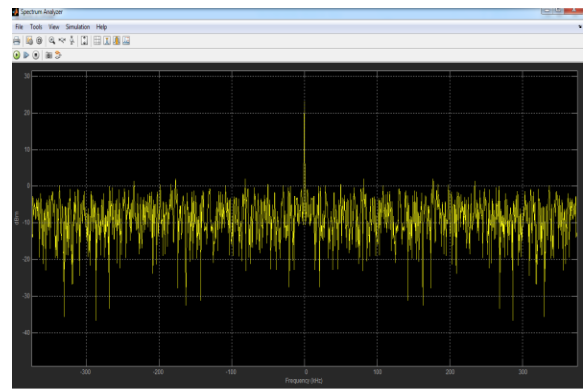 Spectrum Analyzer
File Tools View Simulation Help
30
20
10
0
-10
-20
-30
-40
dBm
-300 -200 -100 0 100 200 300
Frequency (kHz)